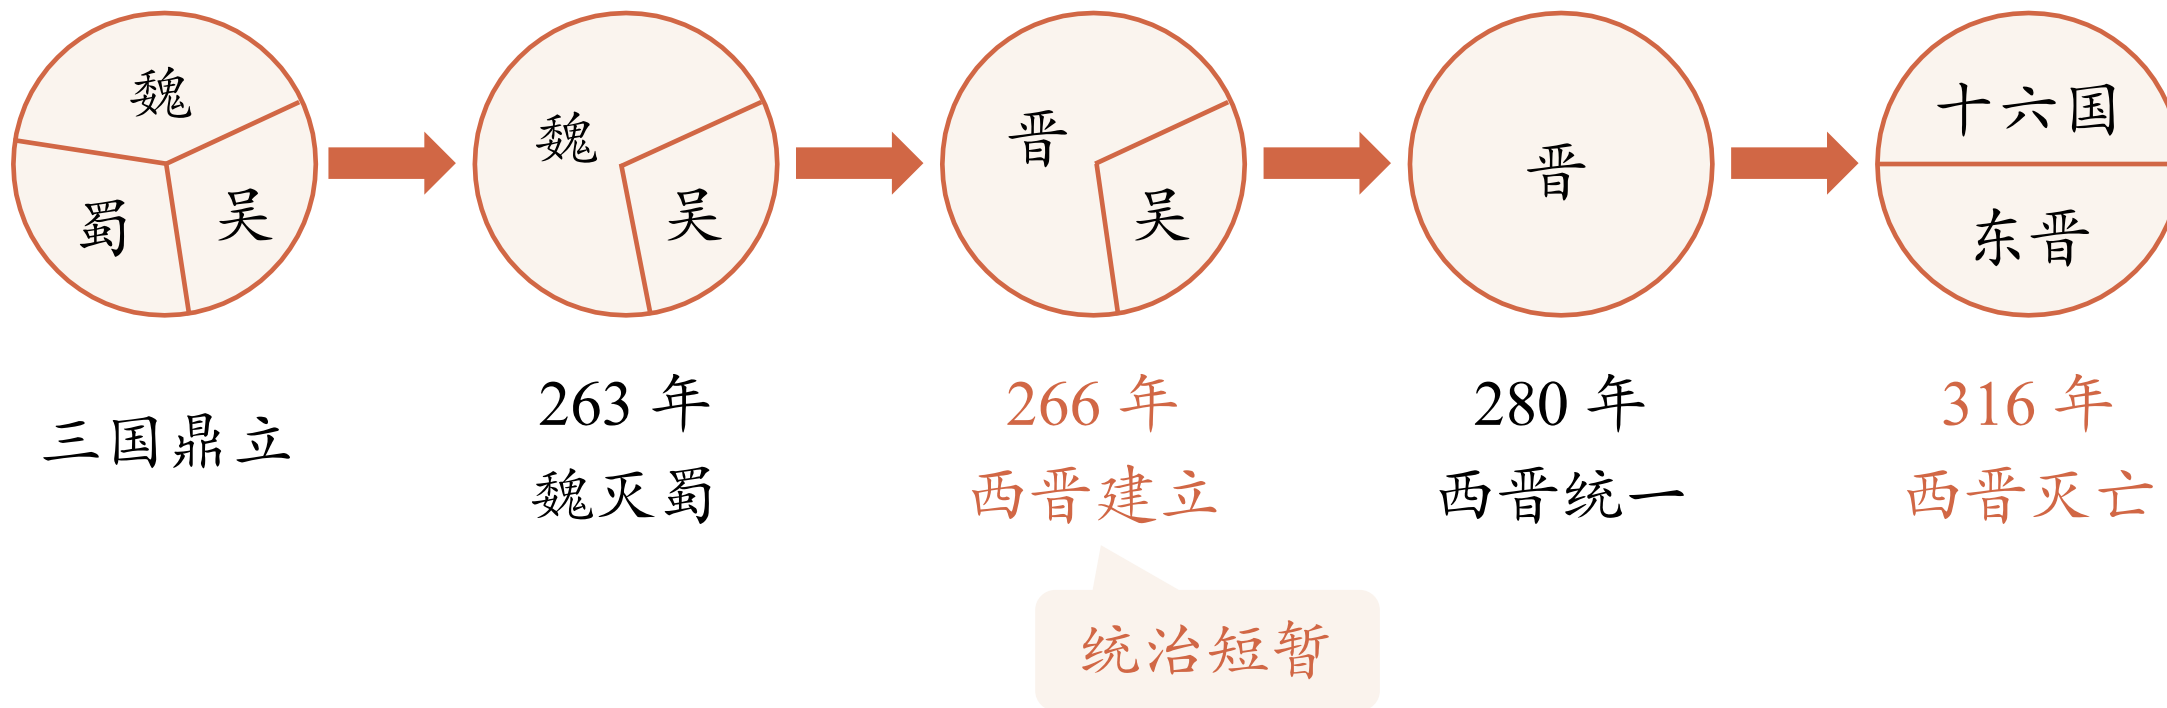 魏
蜀
吴
魏
吴
晋
吴
晋
十六国
东晋
三国鼎立
263 年
魏灭蜀
266 年
西晋建立
280 年
西晋统一
316 年
西晋灭亡
统治短暂